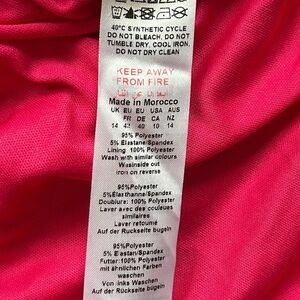 40°C SYNTHETIC CYCLE
DO NOT BLEACH, DO NOT
TUMBLE DRY, COOL IRON,
DO NOT DRY CLEAN
KEEP AWAY
FROM FIRE
Made in Morocco
UK EU EU USA AUS
FR DE CA NZ
14 42 40 10 14
95% Polyester
5% Elastane/Spandex
Lining 100% Polyester
Wash with similar colours
Wasinside out
iron on reverse
95%Polyester
5%Elasthanne/Spandex
Doublure: 100% Polyester
Laver avec des couleurs
similaires
Laver retourné
Auf der Rückseite bugeln
95%Polyester
5% Elastane/Spandex
Futter:100% Polyester
mit ähnlichen Farben
waschen
Von links Waschen
Auf der Rückseite bügeln